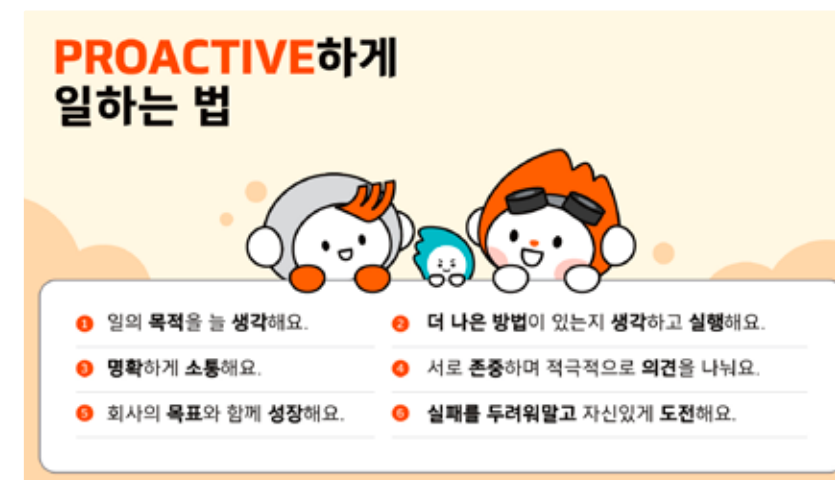 PROACTIVE하게
일하는 법
1 일의 목적을 늘 생각해요.
2 더 나은 방법이 있는지 생각하고 실행해요.
3 명확하게 소통해요.
4 서로 존중하며 적극적으로 의견을 나눠요.
5 회사의 목표와 함께 성장해요.
6 실패를 두려워말고 자신있게 도전해요.